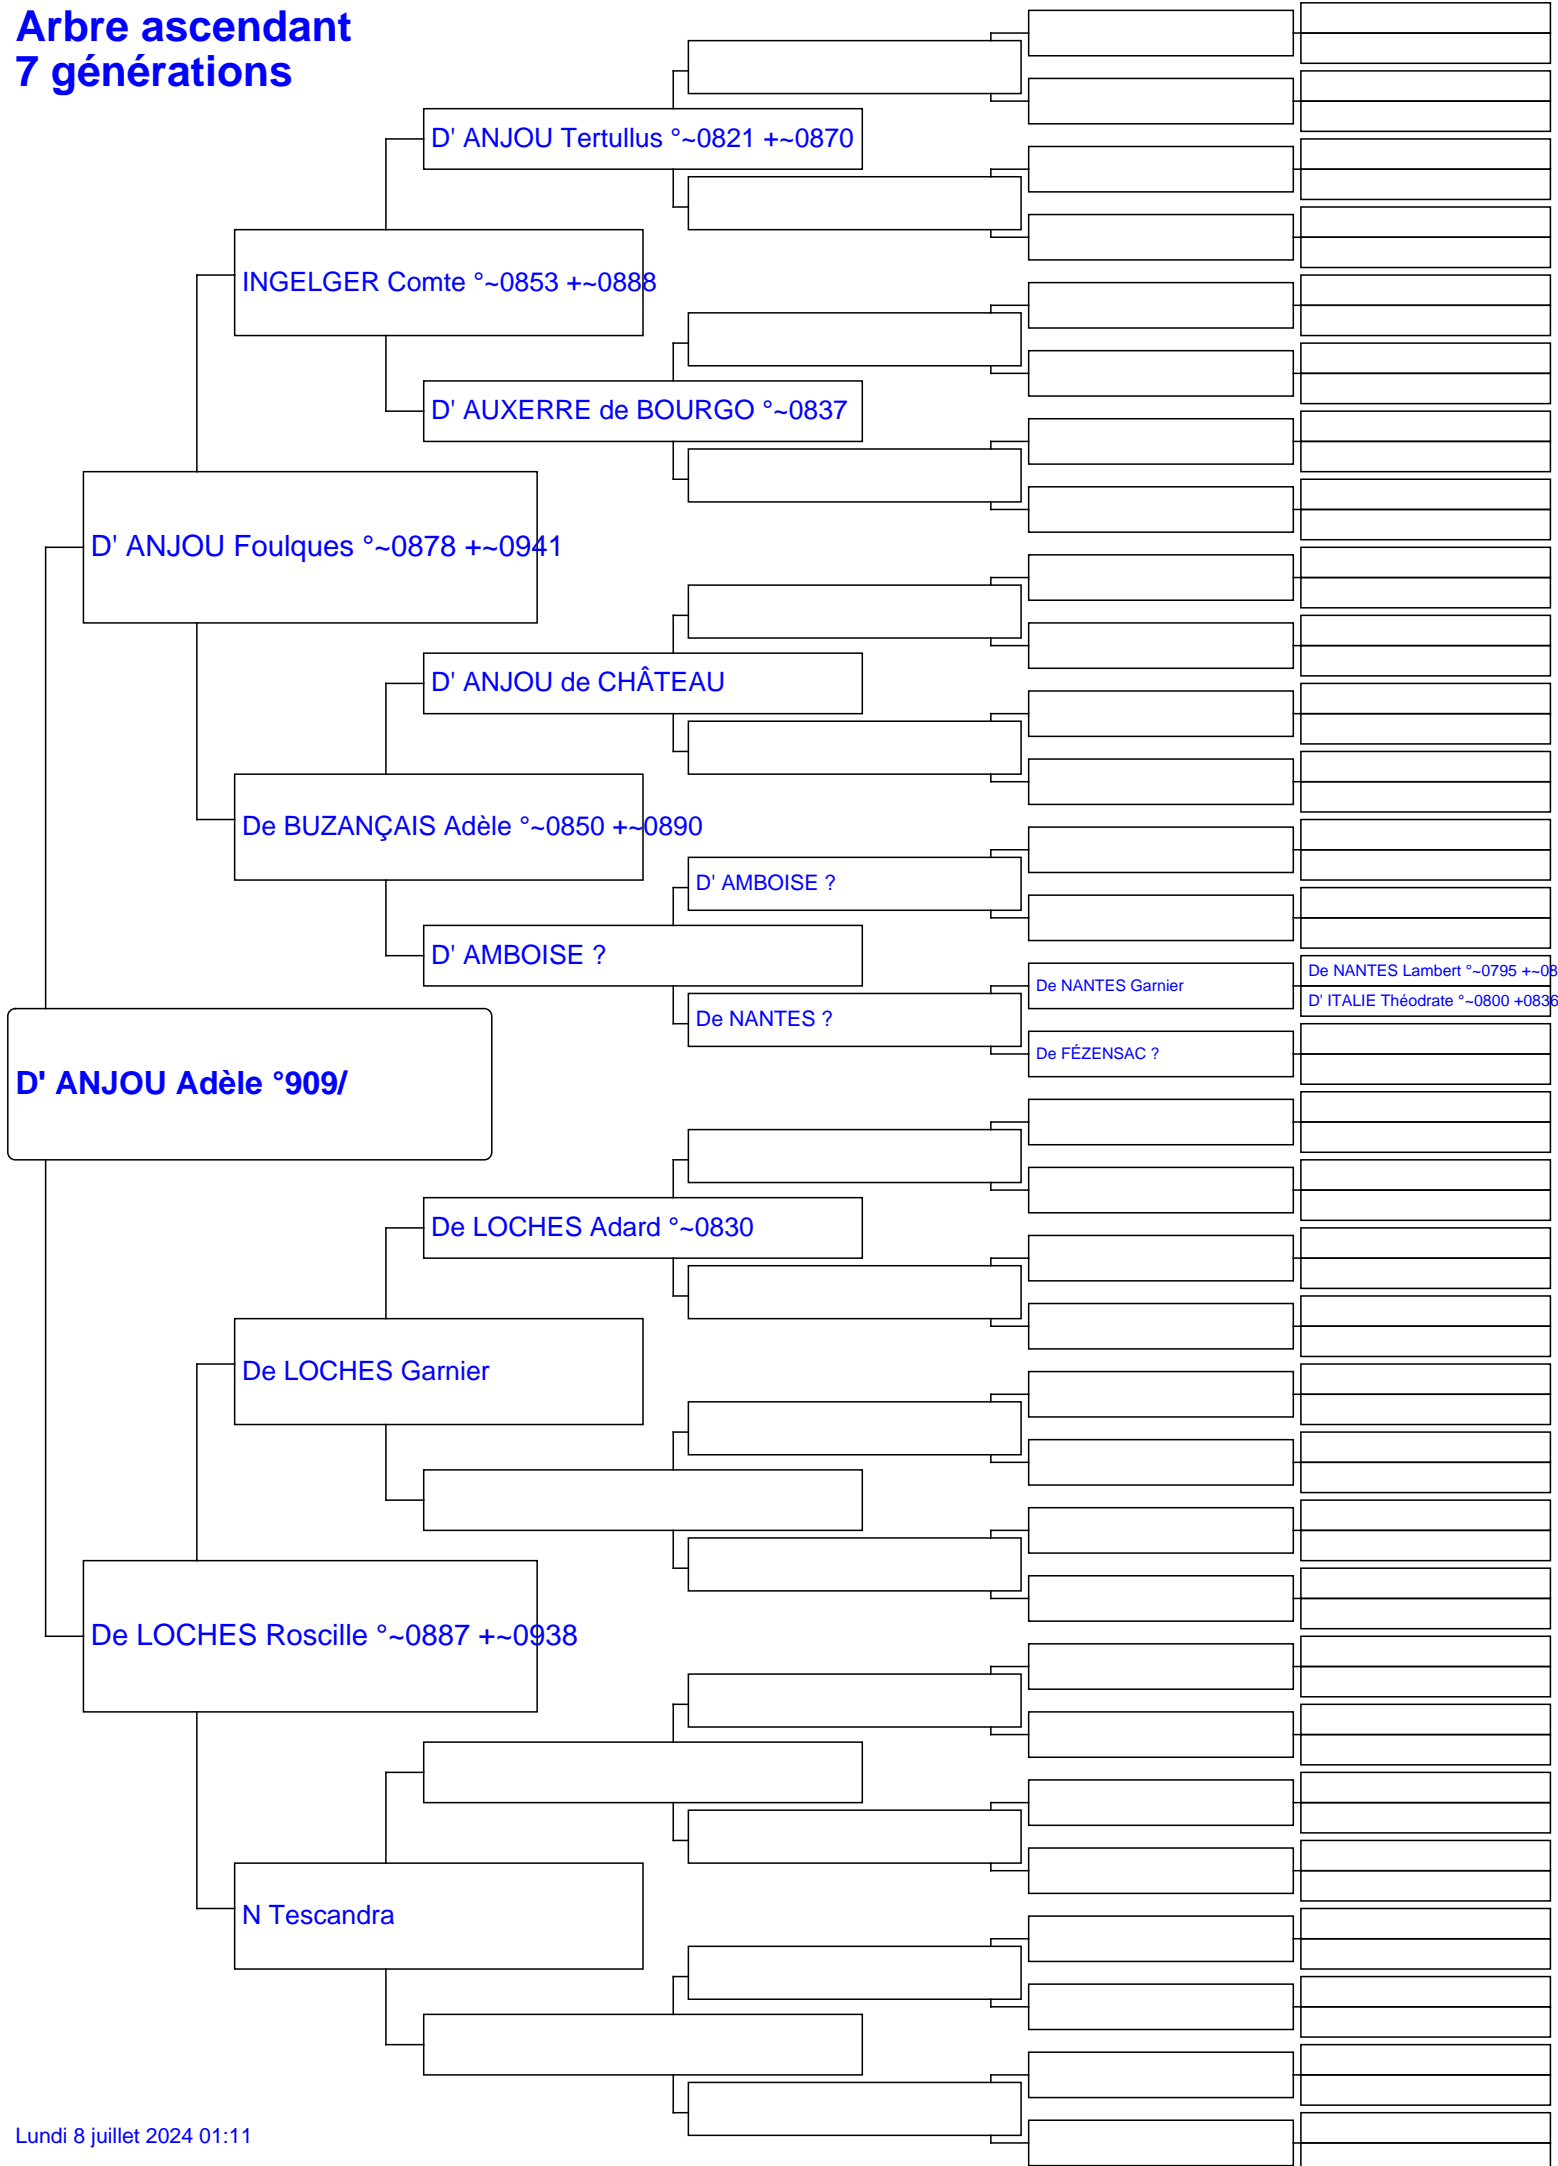 Arbre ascendant
7 générations
D' ANJOU Tertullus °~0821 +~0870
INGELGER Comte °~0853 +~0888
D' AUXERRE de BOURGO °~0837
D' ANJOU Foulques °~0878 +~0941
D' ANJOU de CHÂTEAU
De BUZANÇAIS Adèle °~0850 +~0890
D' AMBOISE ?
D' AMBOISE ?
De NANTES Lambert °~0795 +~08
De NANTES Garnier
D' ITALIE Théodrate °~0800 +0836
De NANTES ?
De FÉZENSAC ?
D' ANJOU Adèle °909/
De LOCHES Adard °~0830
De LOCHES Garnier
De LOCHES Roscille °~0887 +~0938
N Tescandra
Lundi 8 juillet 2024 01:11